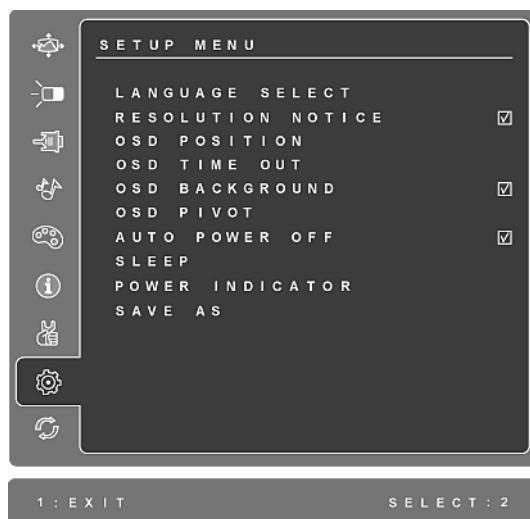 SETUP MENU
LANGUAGE SELECT
RESOLUTION NOTICE
OSD POSITION
OSD TIME OUT
OSD BACKGROUND
OSD PIVOT
AUTO POWER OFF
SLEEP
POWER INDICATOR
SAVE AS
1:EXIT SELECT:2